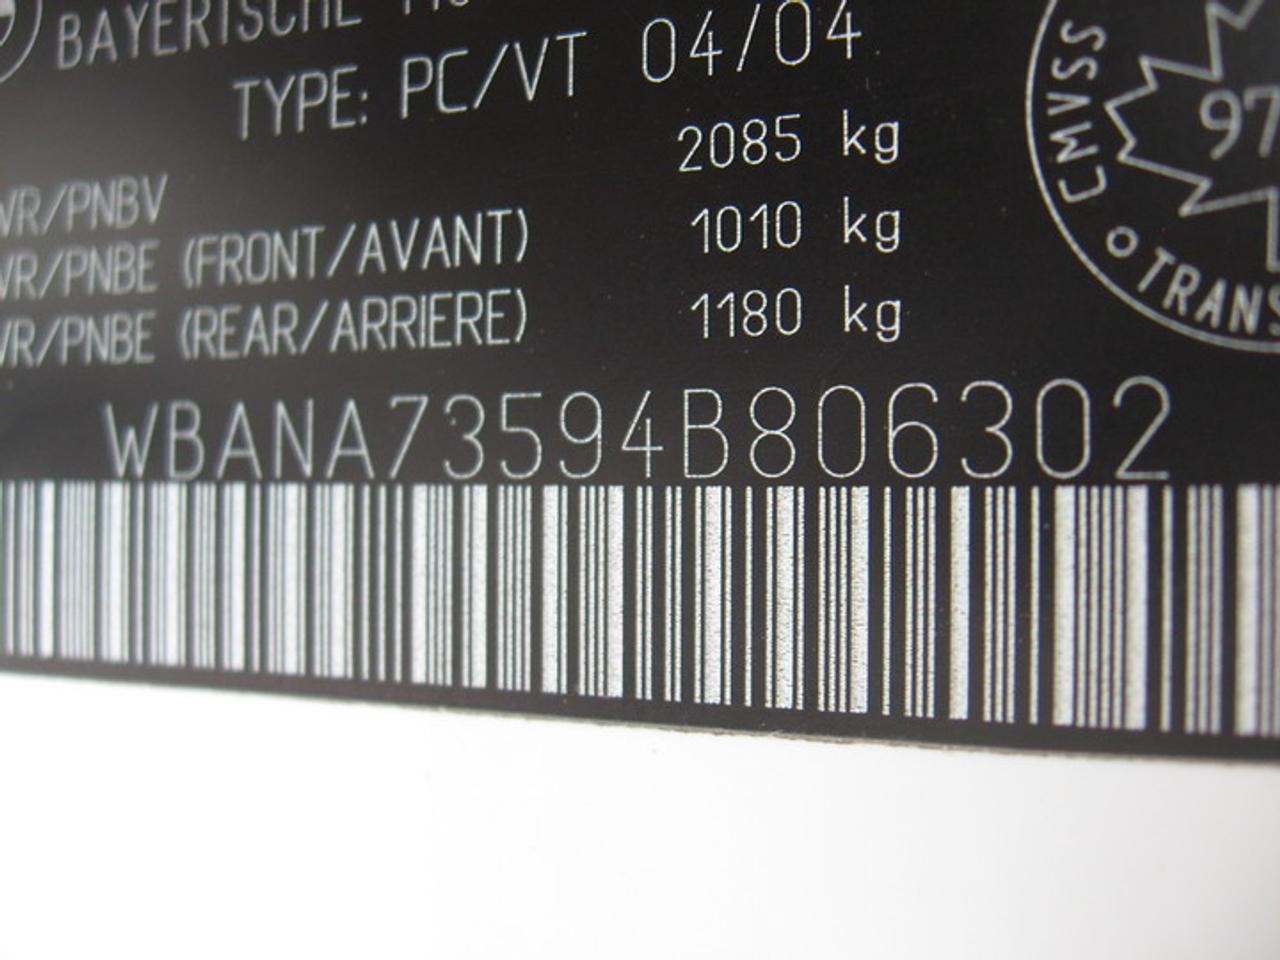 BAYERISCHE
TYPE: PC/VT 04/04
2085 kg
VR/PNBV
VR/PNBE (FRONT/AVANT) 1010 kg
VR/PNBE (REAR/ARRIERE) 1180 kg
WBANA73594B806302
CMVSS
97
TRANS